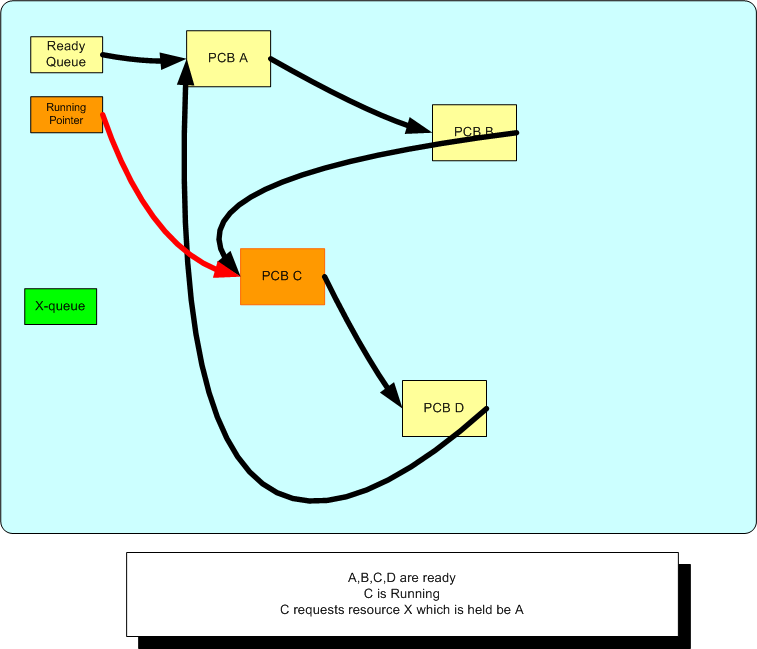 Ready
Queue
PCB A
Running
Pointer
PCB B
PCB C
X-queue
PCB D
A,B,C,D are ready
C is Running
C requests resource X which is held be A